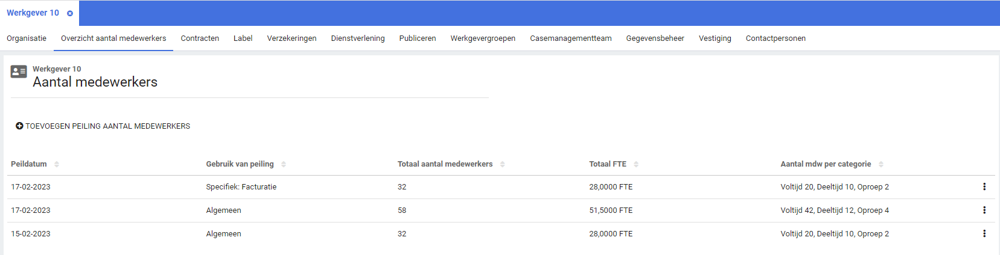 Werkgever 10
Organisatie Overzicht aantal medewerkers Contracten Label Verzekeringen Dienstverlening Publiceren Werkgevergroepen Casemanagementteam Gegevensbeheer Vestiging Contactpersonen
Werkgever 10
Aantal medewerkers
TOEVOEGEN PEILING AANTAL MEDEWERKERS
Peildatum Gebruik van peiling Totaal aantal medewerkers Totaal FTE Aantal mdw per categorie
17-02-2023 Specifiek: Facturatie 32 28,0000 FTE Voltijd 20, Deeltijd 10, Oproep 2
17-02-2023 Algemeen 58 51,5000 FTE Voltijd 42, Deeltijd 12, Oproep 4
15-02-2023 Algemeen 32 28,0000 FTE Voltijd 20, Deeltijd 10, Oproep 2